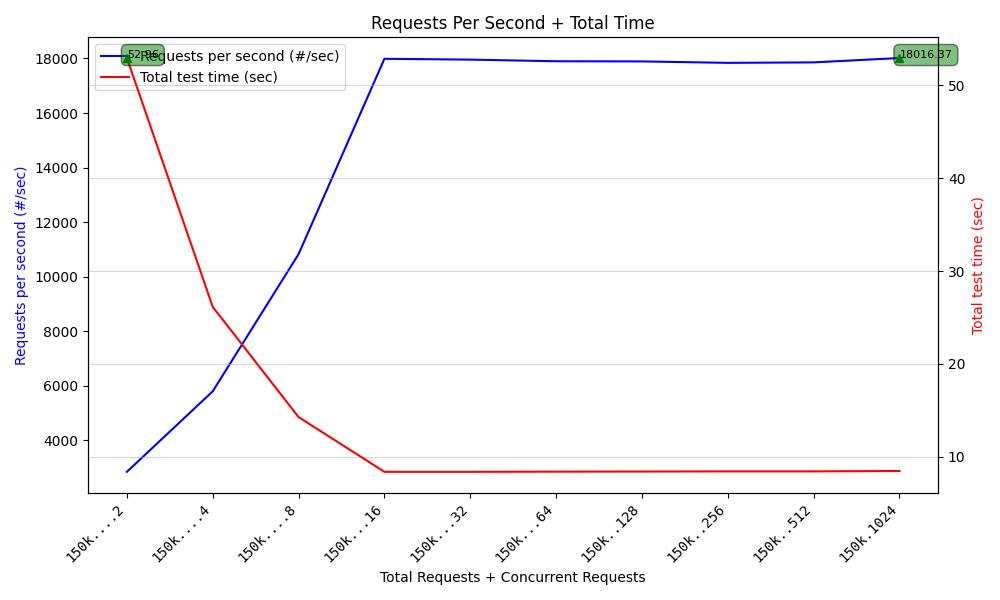 Requests Per Second + Total Time
52.96
Requests per second (#/sec)
Total test time (sec)
18016.37
18000
16000
14000
12000
10000
8000
6000
4000
Requests per second (#/sec)
50
40
30
20
10
Total test time (sec)
150k....2
150k....4
150k....8
150k...16
150k...32
150k...64
150k..128
150k..256
150k..512
150k.1024
Total Requests + Concurrent Requests